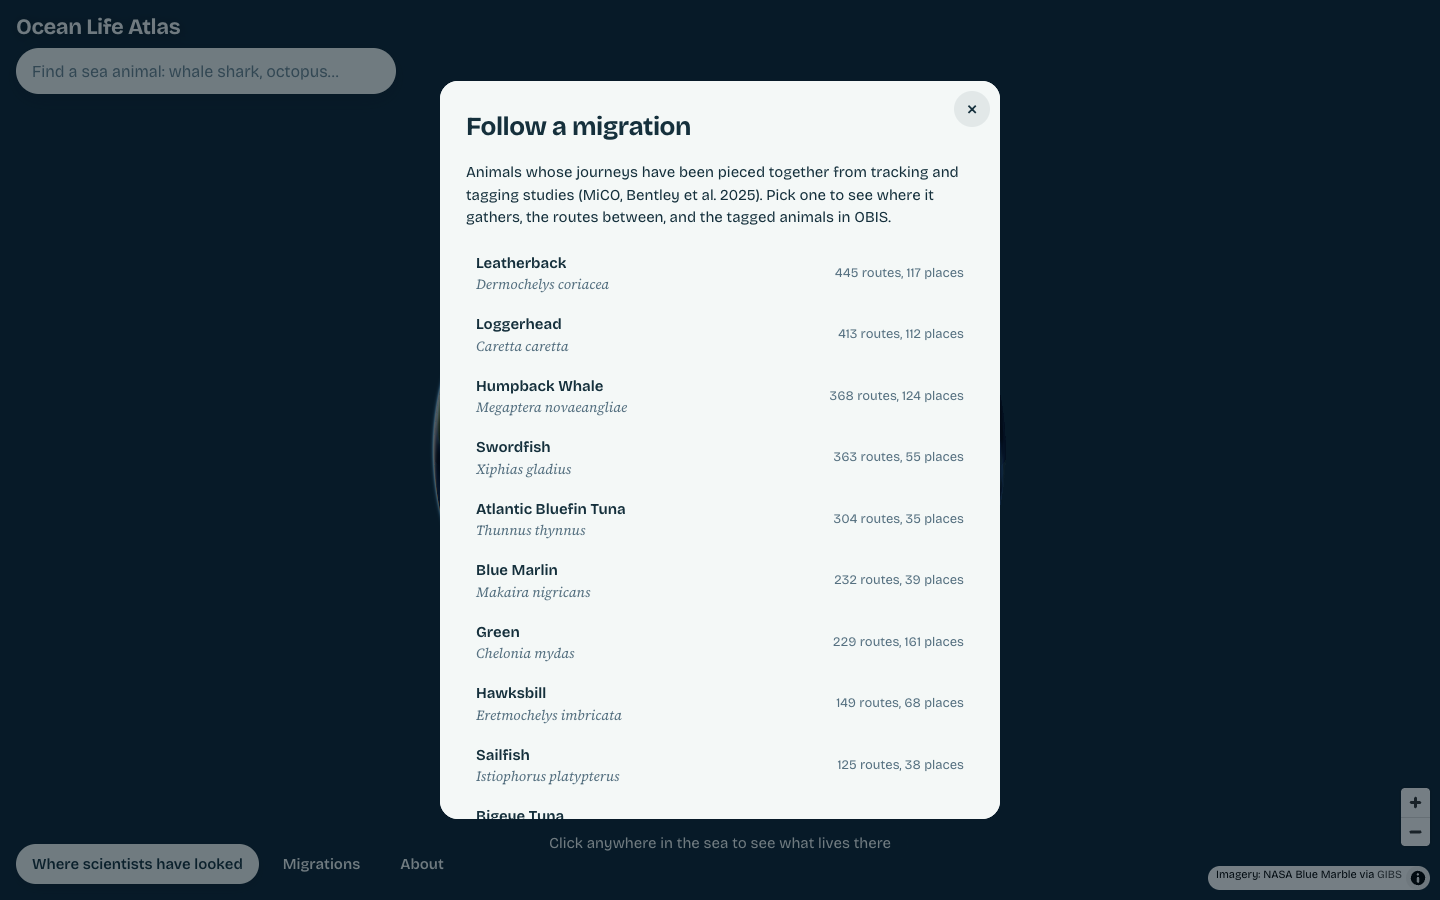 Ocean Life Atlas
Find a sea animal: whale shark, octopus...
Follow a migration
×
Animals whose journeys have been pieced together from tracking and
tagging studies (MiCO, Bentley et al. 2025). Pick one to see where it
gathers, the routes between, and the tagged animals in OBIS.
Leatherback
Dermochelys coriacea
445 routes, 117 places
Loggerhead
Caretta caretta
413 routes, 112 places
Humpback Whale
Megaptera novaeangliae
368 routes, 124 places
Swordfish
Xiphias gladius
363 routes, 55 places
Atlantic Bluefin Tuna
Thunnus thynnus
304 routes, 35 places
Blue Marlin
Makaira nigricans
232 routes, 39 places
Green
Chelonia mydas
229 routes, 161 places
Hawksbill
Eretmochelys imbricata
149 routes, 68 places
Sailfish
Istiophorus platypterus
125 routes, 38 places
Bigeye Tuna
Click anywhere in the sea to see what lives there
Where scientists have looked
Migrations
About
+
−
Imagery: NASA Blue Marble via GIBS